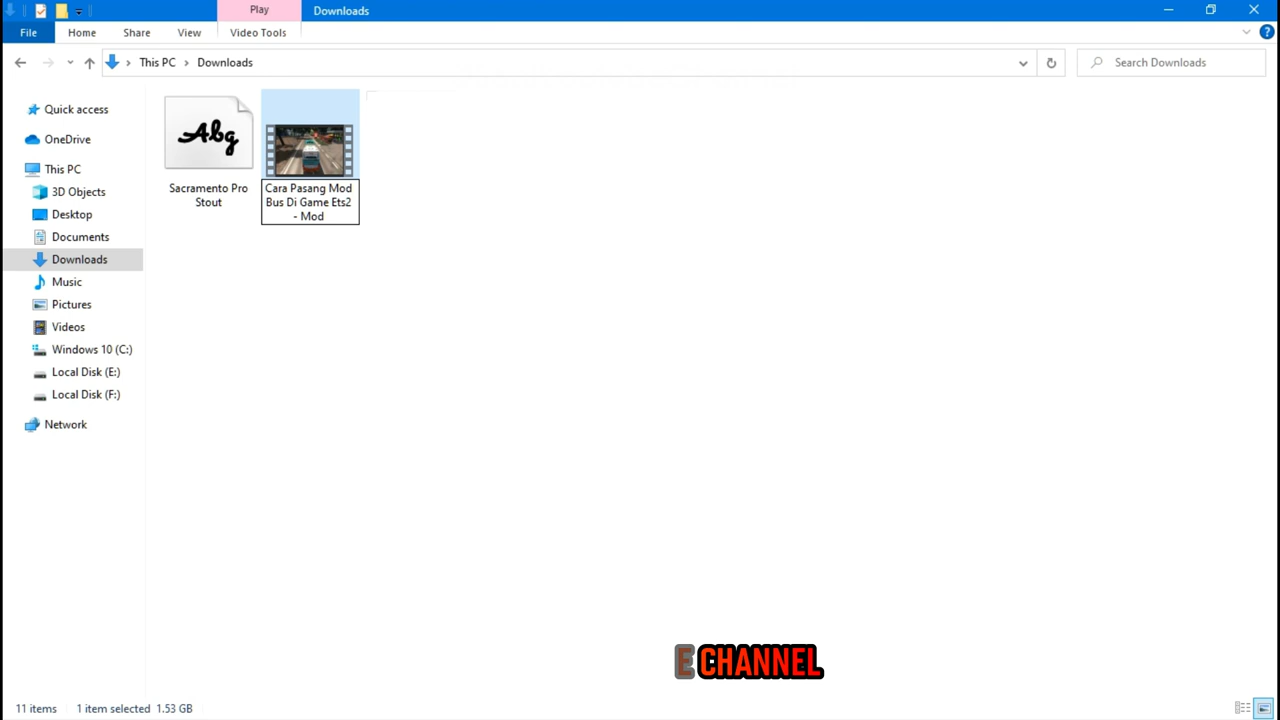 Play
Downloads
File
Home
Share
View
Video Tools
This PC
Downloads
Search Downloads
Quick access
OneDrive
This PC
3D Objects
Desktop
Documents
Downloads
Music
Pictures
Videos
Windows 10 (C:)
Local Disk (E:)
Local Disk (F:)
Network
Abg
Sacramento Pro
Stout
Cara Pasang Mod
Bus Di Game Ets2
- Mod
E CHANNEL
11 items
1 item selected 1.53 GB